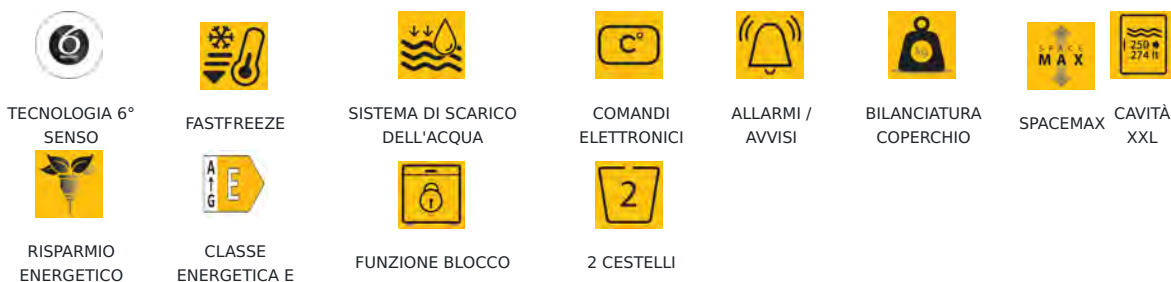 6
C°
KG
SPACE
MAX
250
274 lt
TECNOLOGIA 6°
SENSO
FASTFREEZE
SISTEMA DI SCARICO
DELL'ACQUA
COMANDI
ELETTRONICI
ALLARMI /
AVVISI
BILANCIATURA
COPERCHIO
SPACEMAX
CAVITÀ
XXL
A
G
E
2
RISPARMIO
ENERGETICO
CLASSE
ENERGETICA E
FUNZIONE BLOCCO
2 CESTELLI